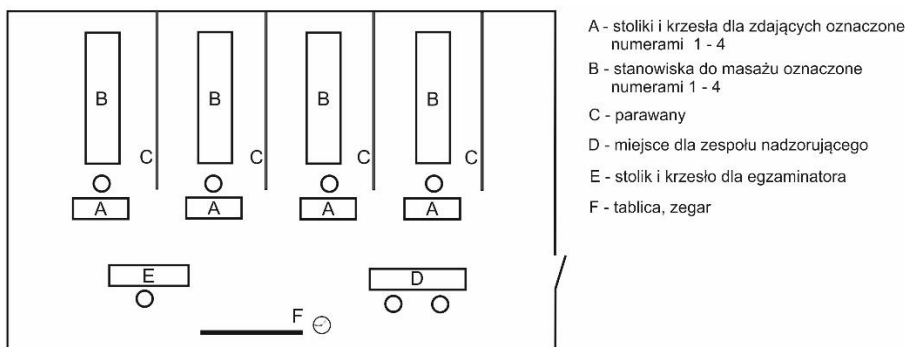 B
B
B
B
C
C
C
C
A
A
A
A
E
D
F
A - stoliki i krzesła dla zdających oznaczone
numerami 1 - 4
B - stanowiska do masażu oznaczone
numerami 1 - 4
C - parawany
D - miejsce dla zespołu nadzorującego
E - stolik i krzesło dla egzaminatora
F - tablica, zegar